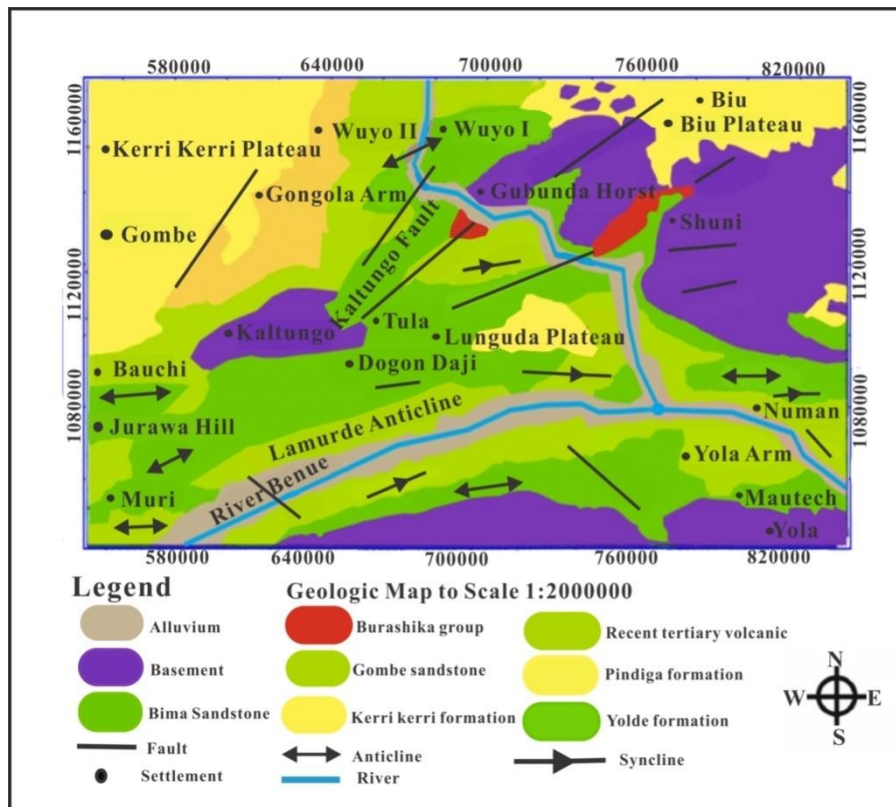 580000 640000 700000 760000 820000
1160000
1120000
1080000
1160000
1120000
1080000
Biu
Biu Plateau
Wuyo II
Wuyo I
Kerri Kerri Plateau
Gongola Arm
Gubunda Horst
Gombe
Shuni
Kaltungo Fault
Kaltungo
Tula
Lunguda Plateau
Dogon Daji
Bauchi
Numan
Jurawa Hill
Lamurde Anticline
Yola Arm
River Benue
Muri
Mautech
Yola
580000 640000 700000 760000 820000
Legend
Geologic Map to Scale 1:2000000
Alluvium
Burashika group
Recent tertiary volcanic
Basement
Gombe sandstone
Pindiga formation
Bima Sandstone
Kerri kerri formation
Yolde formation
Fault
Anticline
Syncline
Settlement
River
N
W E
S